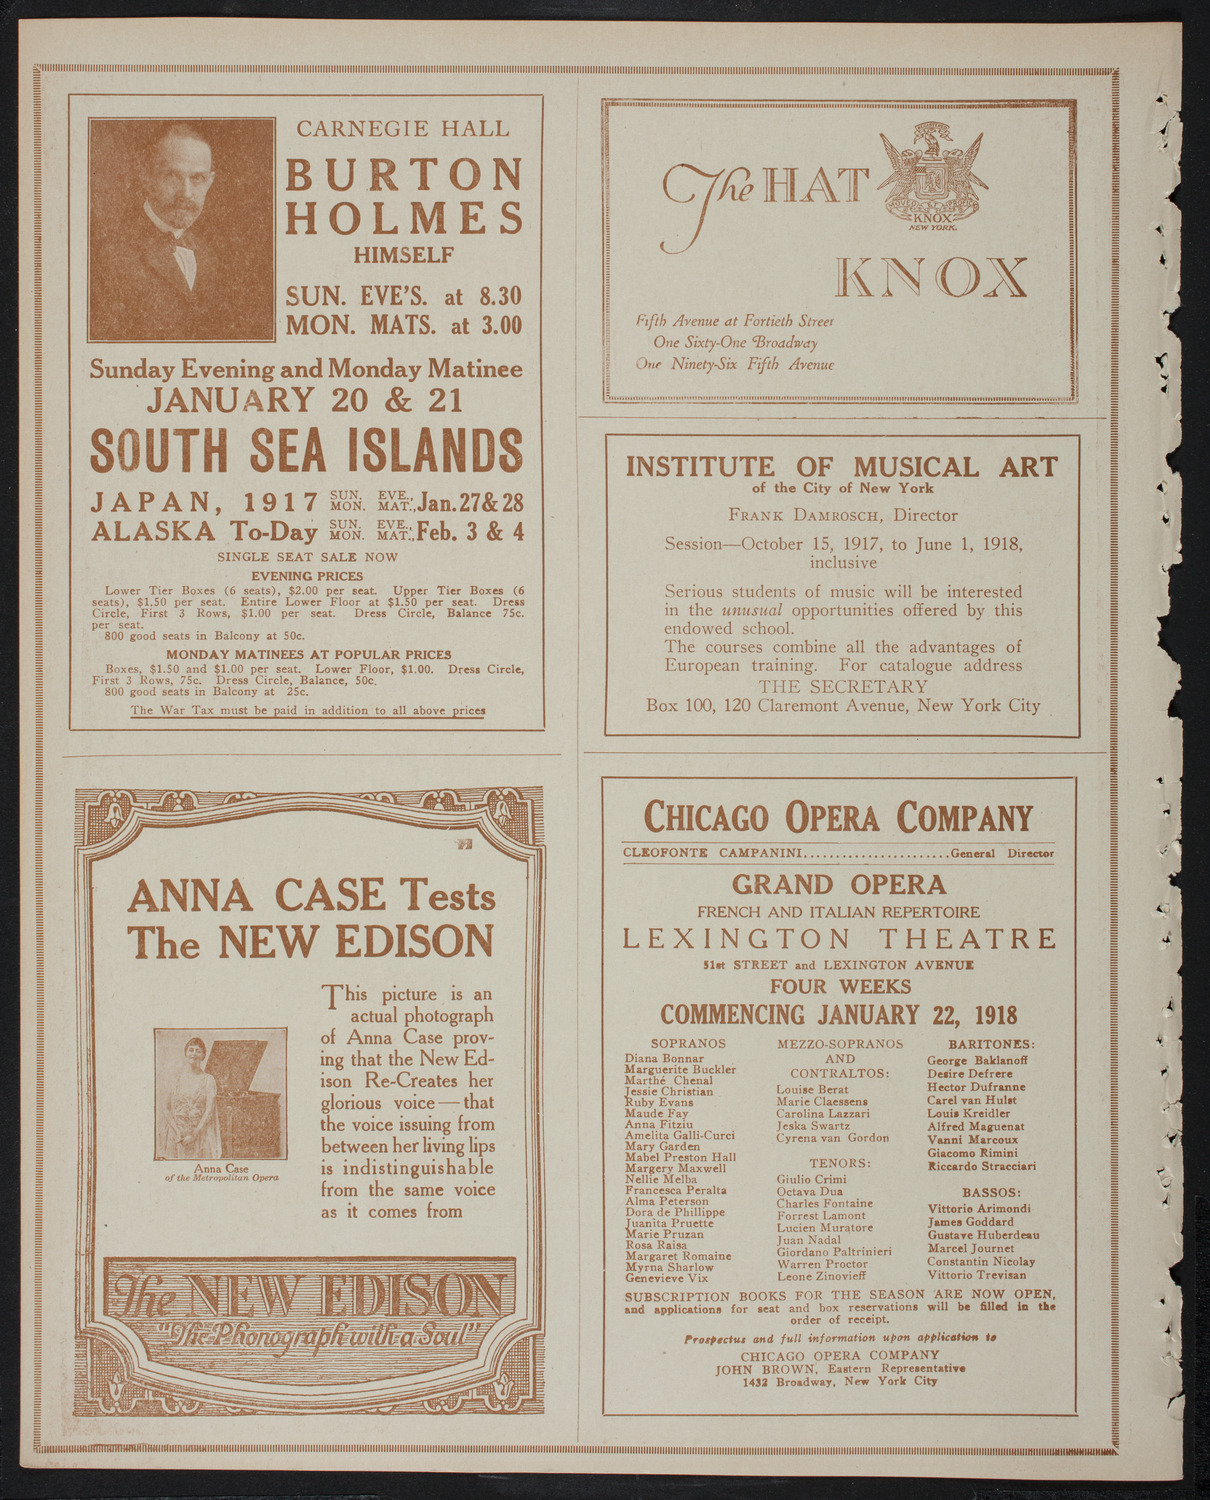 CARNEGIE HALL
BURTON
HOLMES
HIMSELF
SUN. EVE'S. at 8.30
MON. MATS. at 3.00
Sunday Evening and Monday Matinee
JANUARY 20 & 21
SOUTH SEA ISLANDS
JAPAN, 1917 SUN. EVE., MON. MAT., Jan. 27 & 28
ALASKA To-Day SUN. EVE., MON. MAT., Feb. 3 & 4
SINGLE SEAT SALE NOW
EVENING PRICES
Lower Tier Boxes (6 seats), $2.00 per seat. Upper Tier Boxes (6
seats), $1.50 per seat. Entire Lower Floor at $1.50 per seat. Dress
Circle, First 3 Rows, $1.00 per seat. Dress Circle, Balance 75c.
per seat.
800 good seats in Balcony at 50c.
MONDAY MATINEES AT POPULAR PRICES
Boxes, $1.50 and $1.00 per seat. Lower Floor, $1.00. Dress Circle,
First 3 Rows, 75c. Dress Circle, Balance, 50c.
800 good seats in Balcony at 25c.
The War Tax must be paid in addition to all above prices
ANNA CASE Tests
The NEW EDISON
This picture is an
actual photograph
of Anna Case prov-
ing that the New Ed-
ison Re-Creates her
glorious voice — that
the voice issuing from
between her living lips
is indistinguishable
from the same voice
as it comes from
Anna Case
of the Metropolitan Opera
The NEW EDISON
"The Phonograph with a Soul"
The HAT
KNOX
NEW YORK.
KNOX
Fifth Avenue at Fortieth Street
One Sixty-One Broadway
One Ninety-Six Fifth Avenue
INSTITUTE OF MUSICAL ART
of the City of New York
FRANK DAMROSCH, Director
Session—October 15, 1917, to June 1, 1918,
inclusive
Serious students of music will be interested
in the unusual opportunities offered by this
endowed school.
The courses combine all the advantages of
European training. For catalogue address
THE SECRETARY
Box 100, 120 Claremont Avenue, New York City
CHICAGO OPERA COMPANY
CLEOFONTE CAMPANINI.......................General Director
GRAND OPERA
FRENCH AND ITALIAN REPERTOIRE
LEXINGTON THEATRE
51st STREET and LEXINGTON AVENUE
FOUR WEEKS
COMMENCING JANUARY 22, 1918
SOPRANOS
Diana Bonnar
Marguerite Buckler
Marthé Chenal
Jessie Christian
Ruby Evans
Maude Fay
Anna Fitziu
Amelita Galli-Curci
Mary Garden
Mabel Preston Hall
Margery Maxwell
Nellie Melba
Francesca Peralta
Alma Peterson
Dora de Phillippe
Juanita Pruette
Marie Pruzan
Rosa Raisa
Margaret Romaine
Myrna Sharlow
Genevieve Vix
MEZZO-SOPRANOS
AND
CONTRALTOS:
Louise Berat
Marie Claessens
Carolina Lazzari
Jeska Swartz
Cyrena van Gordon
TENORS:
Giulio Crimi
Octava Dua
Charles Fontaine
Forrest Lamont
Lucien Muratore
Juan Nadal
Giordano Paltrinieri
Warren Proctor
Leone Zinovieff
BARITONES:
George Baklanoff
Desire Defrere
Hector Dufranne
Carel van Hulst
Louis Kreidler
Alfred Maguenat
Vanni Marcoux
Giacomo Rimini
Riccardo Stracciari
BASSOS:
Vittorio Arimondi
James Goddard
Gustave Huberdeau
Marcel Journet
Constantin Nicolay
Vittorio Trevisan
SUBSCRIPTION BOOKS FOR THE SEASON ARE NOW OPEN,
and applications for seat and box reservations will be filled in the
order of receipt.
Prospectus and full information upon application to
CHICAGO OPERA COMPANY
JOHN BROWN, Eastern Representative
1432 Broadway, New York City